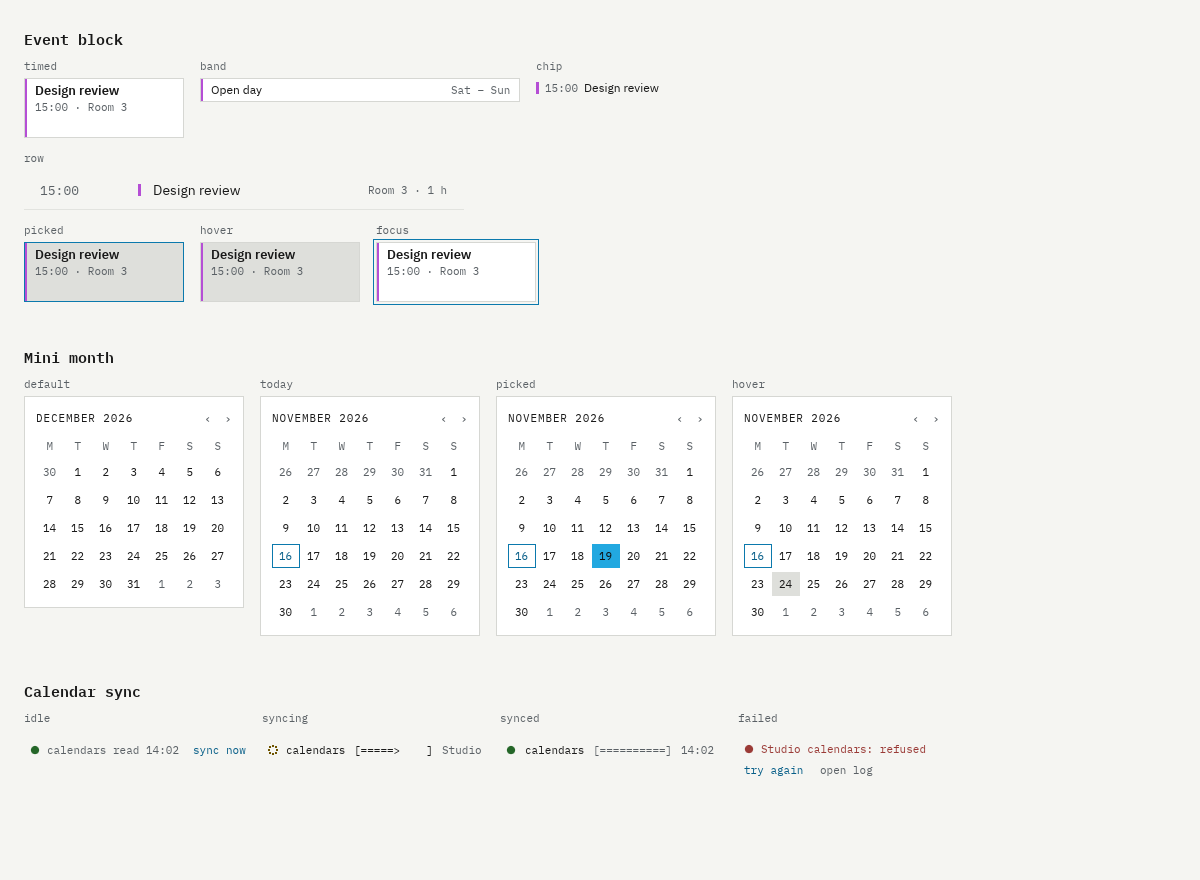 Event block
timed band chip
Design review Open day Sat – Sun 15:00 Design review
15:00 · Room 3
row
15:00 Design review Room 3 · 1 h
picked hover focus
Design review Design review Design review
15:00 · Room 3 15:00 · Room 3 15:00 · Room 3
Mini month
default today picked hover
DECEMBER 2026 ‹ › NOVEMBER 2026 ‹ › NOVEMBER 2026 ‹ › NOVEMBER 2026 ‹ ›
M T W T F S S M T W T F S S M T W T F S S M T W T F S S
30 1 2 3 4 5 6 26 27 28 29 30 31 1 26 27 28 29 30 31 1 26 27 28 29 30 31 1
7 8 9 10 11 12 13 2 3 4 5 6 7 8 2 3 4 5 6 7 8 2 3 4 5 6 7 8
14 15 16 17 18 19 20 9 10 11 12 13 14 15 9 10 11 12 13 14 15 9 10 11 12 13 14 15
21 22 23 24 25 26 27 16 17 18 19 20 21 22 16 17 18 19 20 21 22 16 17 18 19 20 21 22
28 29 30 31 1 2 3 23 24 25 26 27 28 29 23 24 25 26 27 28 29 23 24 25 26 27 28 29
30 1 2 3 4 5 6 30 1 2 3 4 5 6 30 1 2 3 4 5 6
Calendar sync
idle syncing synced failed
calendars read 14:02 sync now calendars [=====>    ] Studio calendars [==========] 14:02 Studio calendars: refused
try again open log